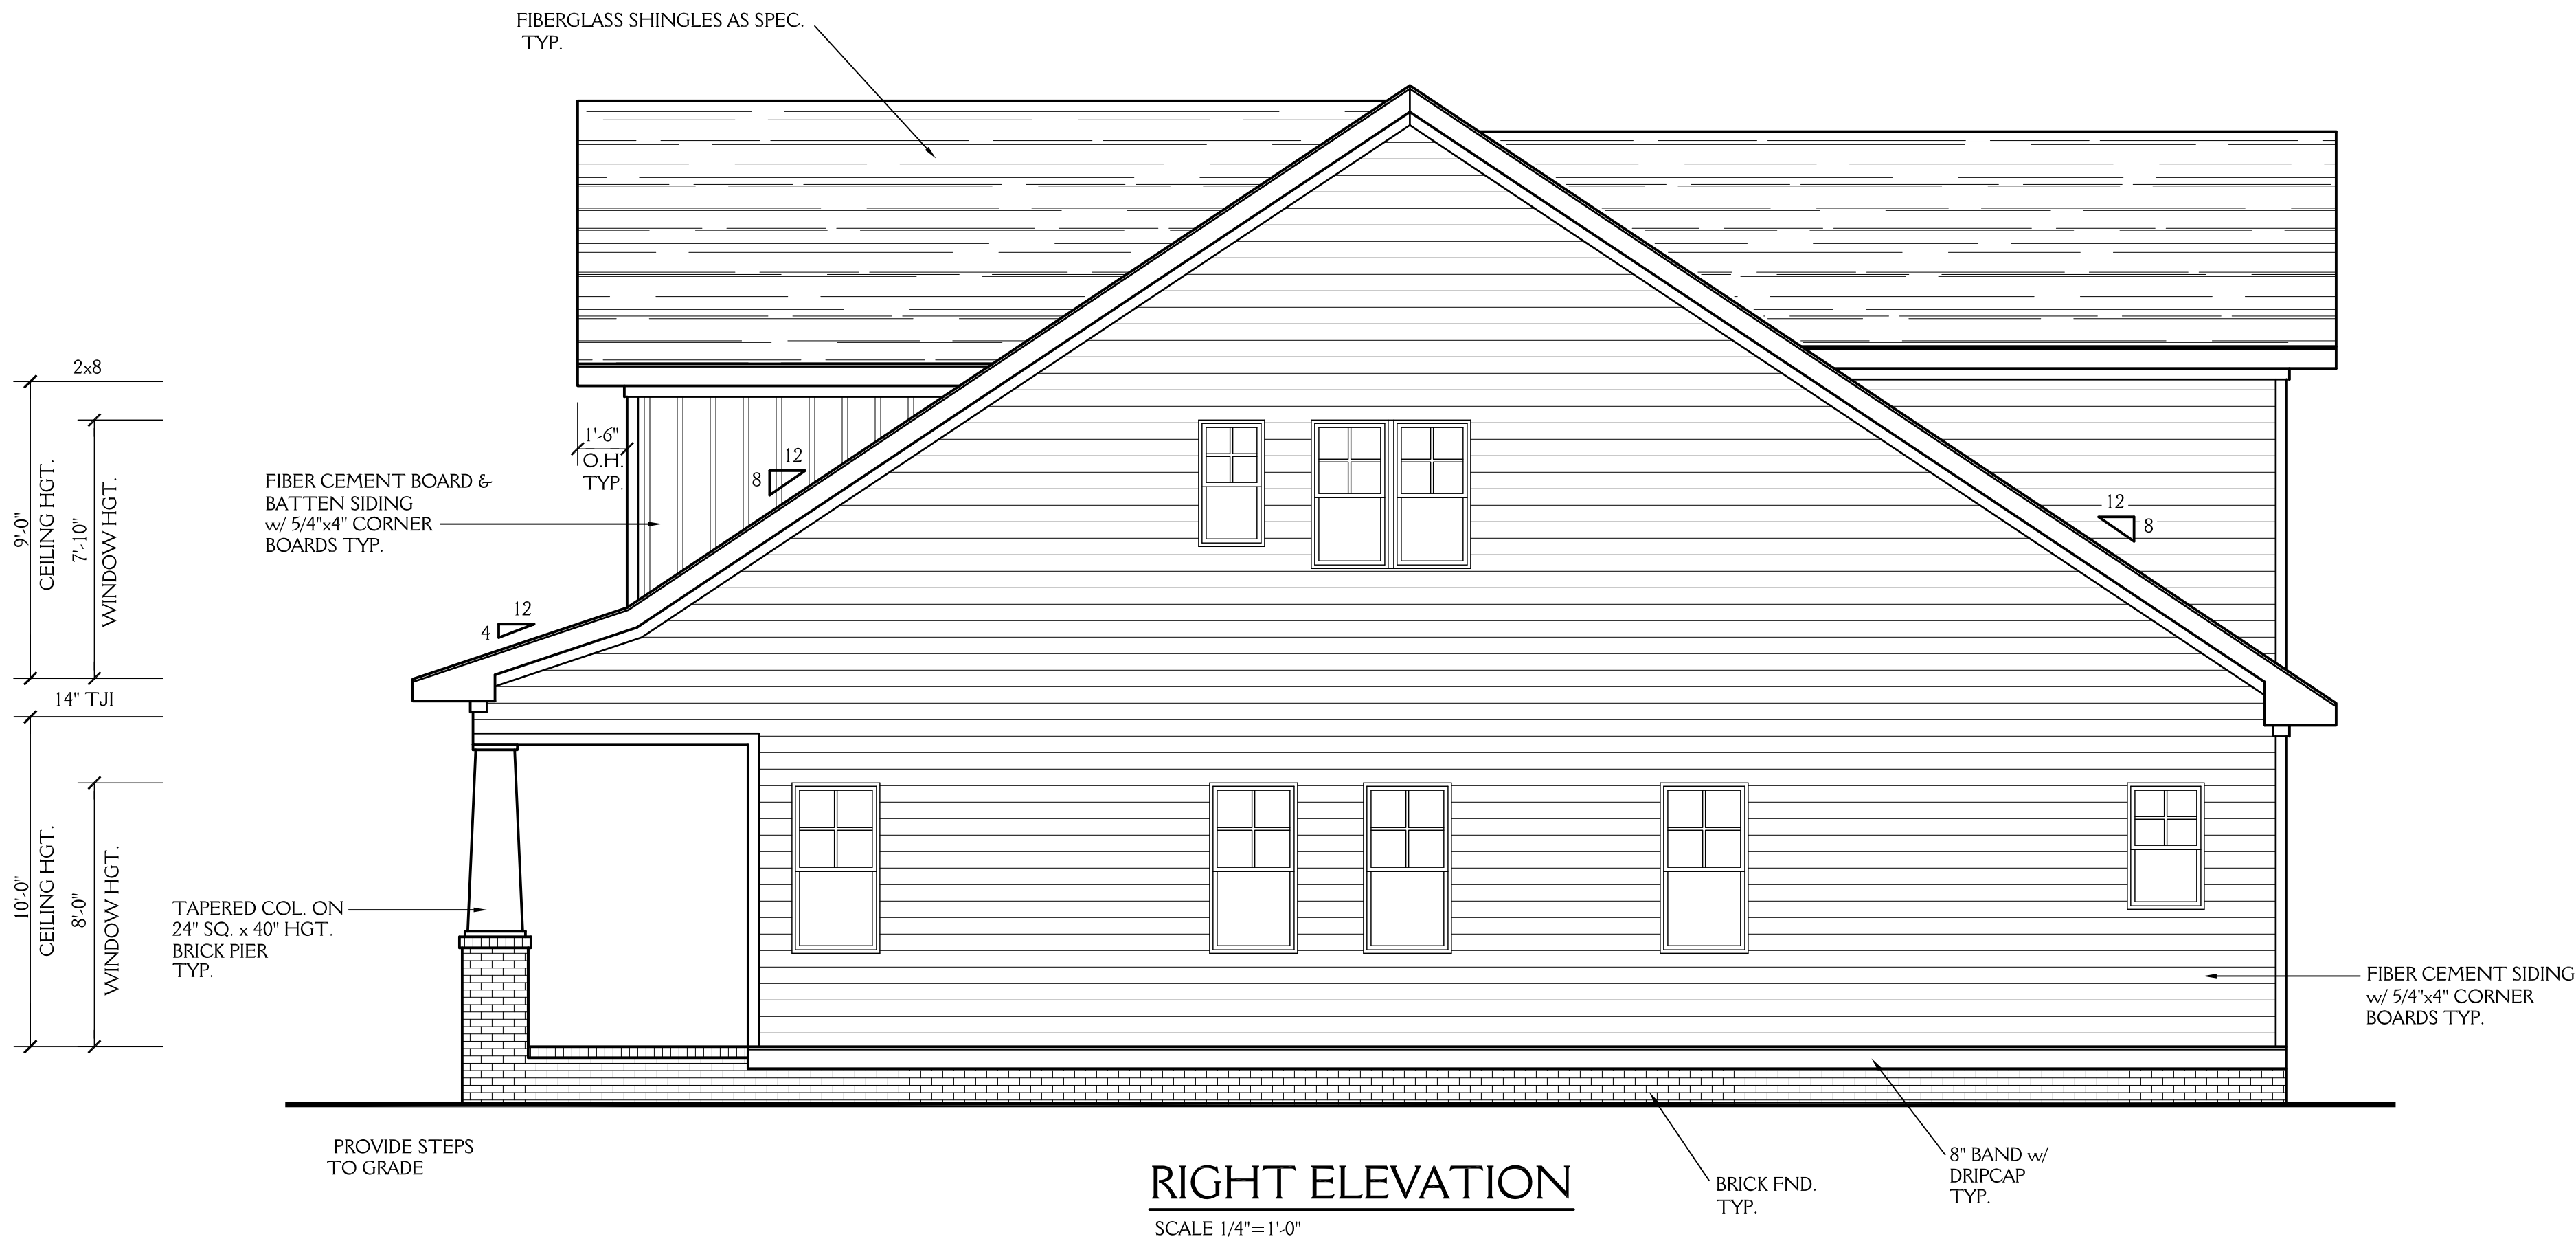 FIBERGLASS SHINGLES AS SPEC.
TYP.
2x8
9'-0"
CEILING HGT.
7'-10"
WINDOW HGT.
1'-6"
O.H.
TYP.
12
8
FIBER CEMENT BOARD &
BATTEN SIDING
w/ 5/4"x4" CORNER
BOARDS TYP.
12
8
12
4
14" TJI
10'-0"
CEILING HGT.
8'-0"
WINDOW HGT.
TAPERED COL. ON
24" SQ. x 40" HGT.
BRICK PIER
TYP.
FIBER CEMENT SIDING
w/ 5/4"x4" CORNER
BOARDS TYP.
PROVIDE STEPS
TO GRADE
8" BAND w/
DRIPCAP
TYP.
BRICK FND.
TYP.
RIGHT ELEVATION
SCALE 1/4"=1'-0"